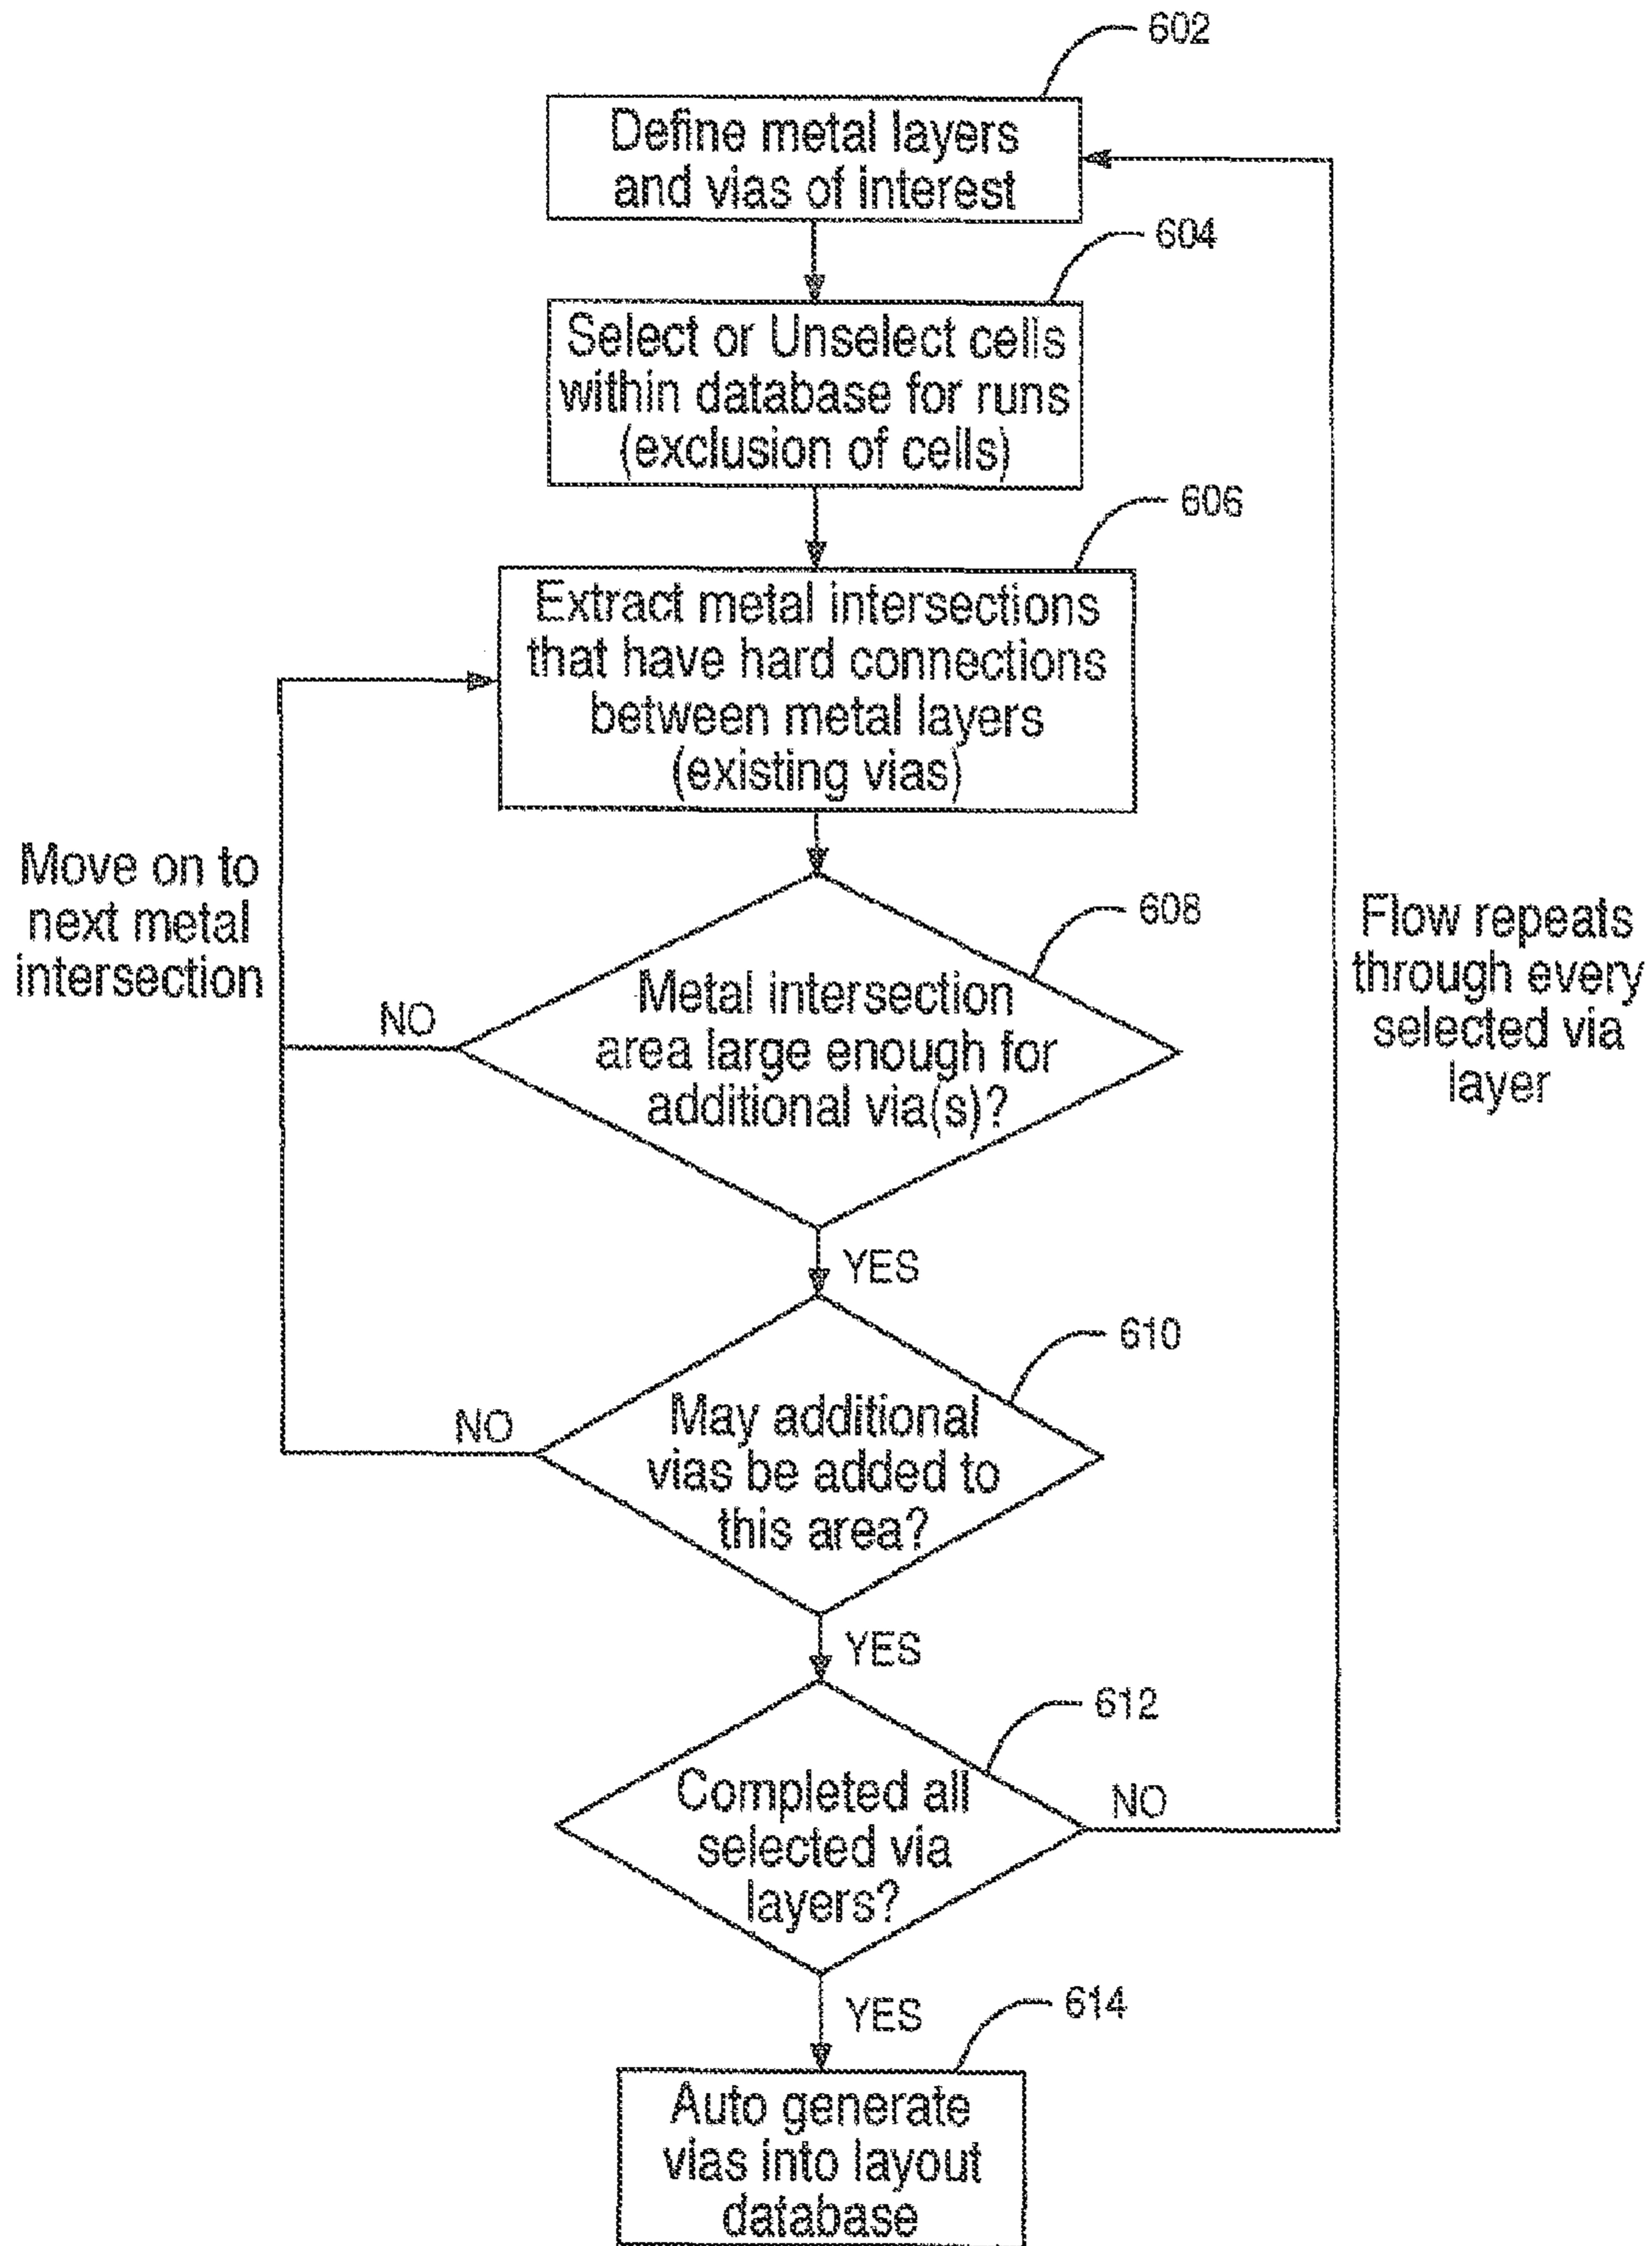 602
Define metal layers
and vias of interest
604
Select or Unselect cells
within database for runs
(exclusion of cells)
606
Extract metal intersections
that have hard connections
between metal layers
(existing vias)
Move on to
next metal
intersection
608
Metal intersection
area large enough for
additional via(s)?
NO
Flow repeats
through every
selected via
layer
YES
610
May additional
vias be added to
this area?
NO
YES
612
Completed all
selected via
layers?
NO
YES
614
Auto generate
vias into layout
database